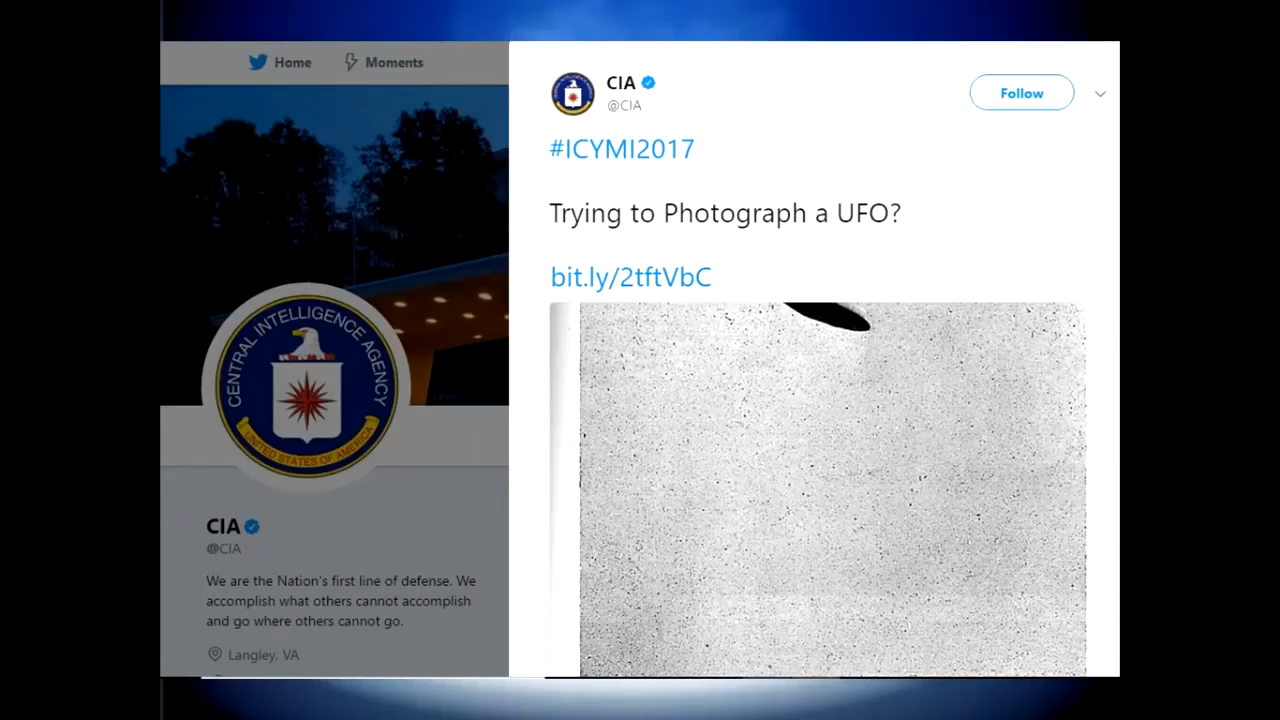 Home
Moments
CENTRAL INTELLIGENCE AGENCY
UNITED STATES OF AMERICA
CIA
@CIA
We are the Nation's first line of defense. We
accomplish what others cannot accomplish
and go where others cannot go.
Langley, VA
CIA
@CIA
Follow
#ICYMI2017
Trying to Photograph a UFO?
bit.ly/2tftVbC